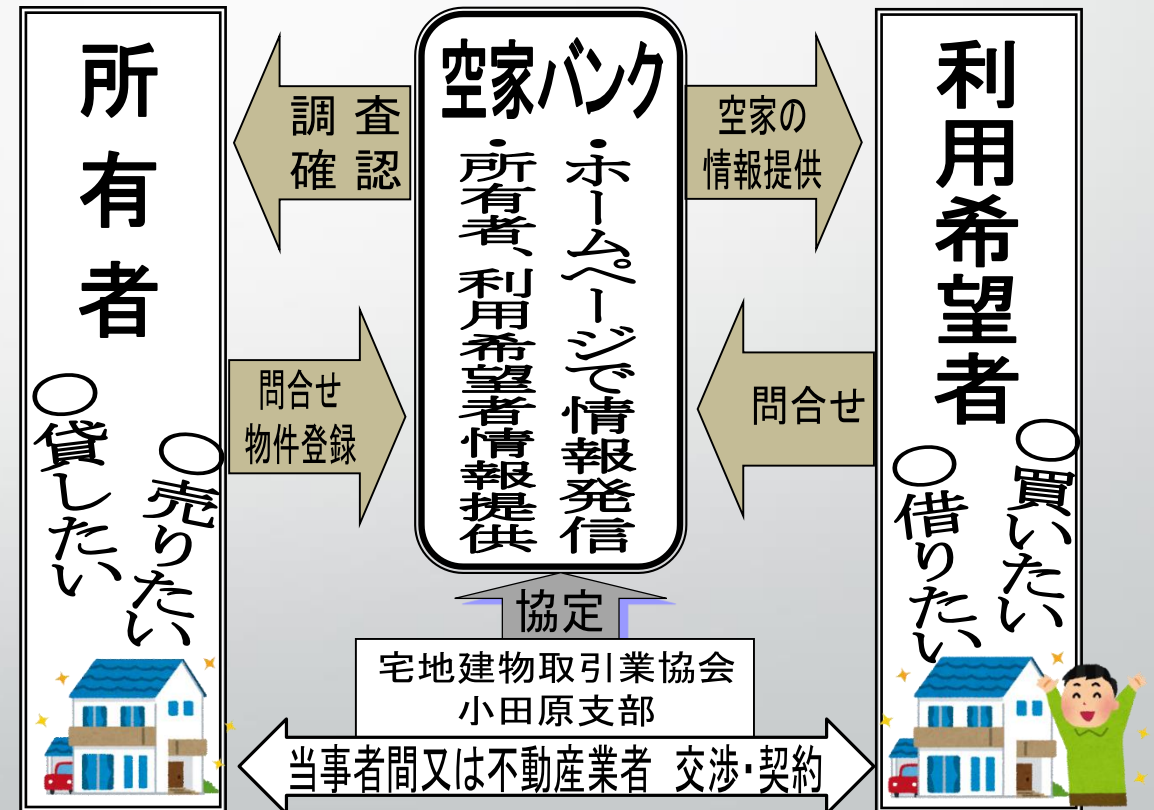 所有者
○売りたい
○貸したい
調査
確認
問合せ
物件登録
空家バンク
・ホームページで情報発信
・所有者、利用希望者情報提供
空家の
情報提供
問合せ
利用希望者
○買いたい
○借りたい
協定
宅地建物取引業協会
小田原支部
当事者間又は不動産業者 交渉・契約